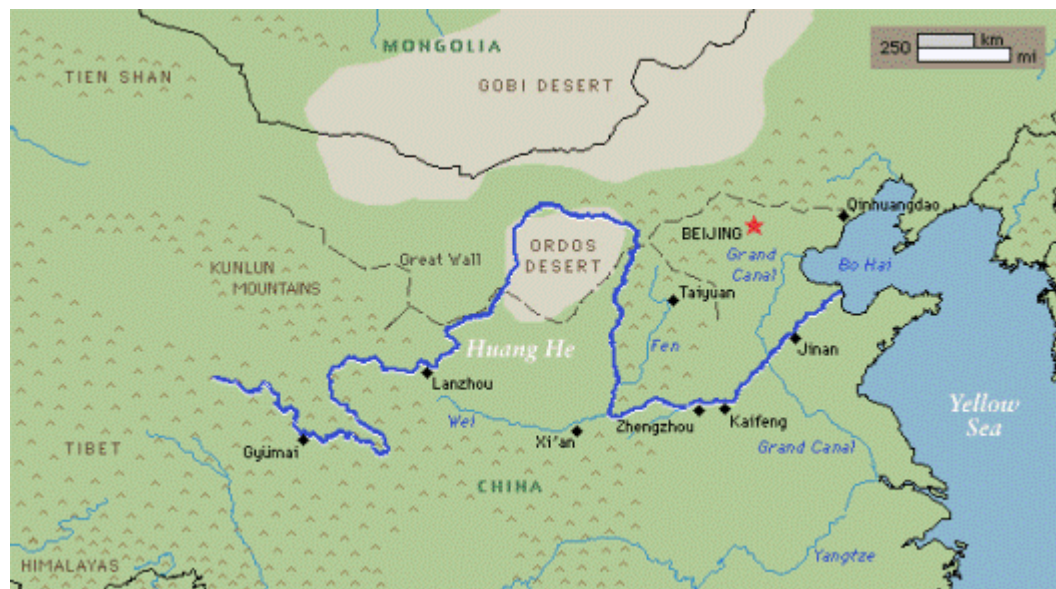 MONGOLIA
250 km
mi
TIEN SHAN
GOBI DESERT
Qinhuangdao
BEIJING
ORDOS
DESERT
Great Wall
Grand
Canal
Bo Hai
KUNLUN
MOUNTAINS
Taiyuan
Huang He
Fen
Jinan
Lanzhou
Yellow
Sea
Wei
Zhengzhou
Kaifeng
Xi'an
TIBET
Gyümai
Grand Canal
CHINA
Yangtze
HIMALAYAS